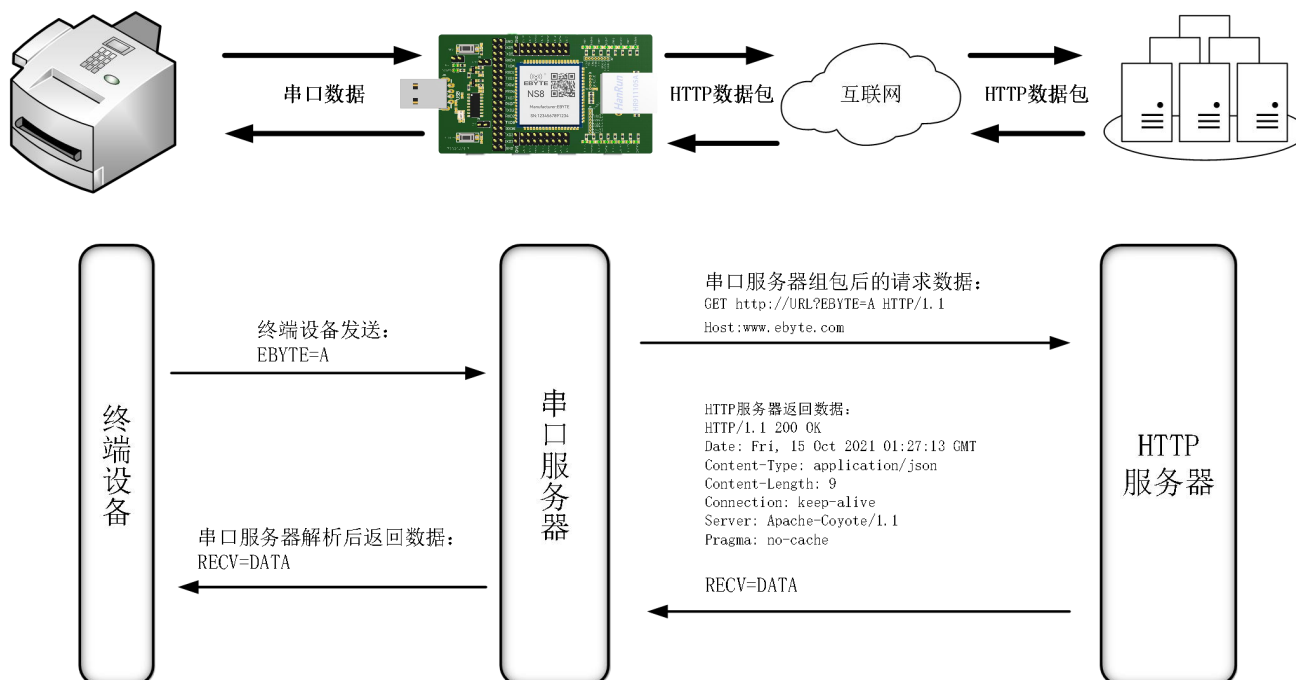 串口数据
EBYTE
NS8
Manufacturer:EBYTE
HanRun
HTTP数据包
互联网
HTTP数据包
终端设备
终端设备发送:
EBYTE=A
串口服务器解析后返回数据:
RECV=DATA
串口服务器
串口服务器组包后的请求数据:
GET http://URL?EBYTE=A HTTP/1.1
Host:www.ebyte.com
HTTP服务器返回数据:
HTTP/1.1 200 OK
Date: Fri, 15 Oct 2021 01:27:13 GMT
Content-Type: application/json
Content-Length: 9
Connection: keep-alive
Server: Apache-Coyote/1.1
Pragma: no-cache
RECV=DATA
HTTP
服务器